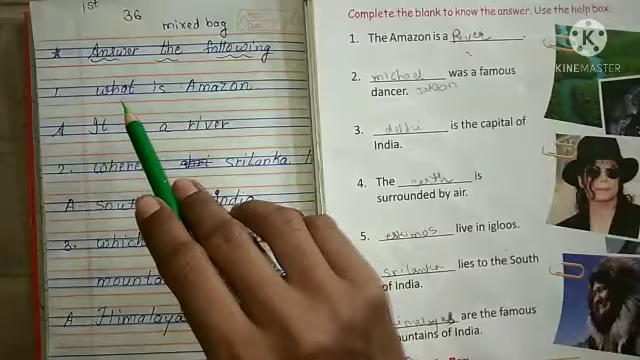 1st
36
mixed bag
* Answer the following
1. what is Amazon.
A It a river
2. where srilanka.
A. south India
3. which
mounta
A Himalaya
Complete the blank to know the answer. Use the help box.
1. The Amazon is a River.
2. michael was a famous
dancer.
3. delhi is the capital of
India.
4. The earth is
surrounded by air.
5. eskimos live in igloos.
srilanka lies to the South
of India.
are the famous
ountains of India.
KINEMASTER